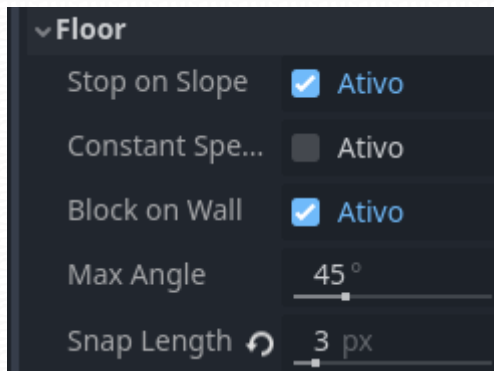 Floor
Stop on Slope Ativo
Constant Spe... Ativo
Block on Wall Ativo
Max Angle 45°
Snap Length 3 px